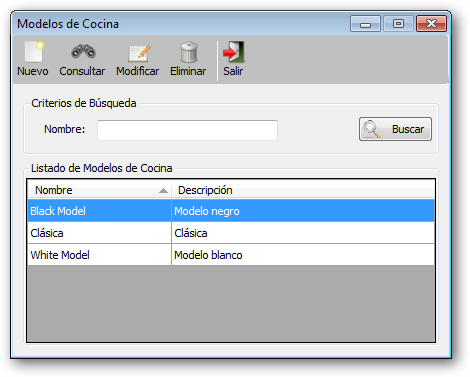 Modelos de Cocina
Nuevo Consultar Modificar Eliminar Salir
Criterios de Búsqueda
Nombre: Buscar
Listado de Modelos de Cocina
Nombre Descripción
Black Model Modelo negro
Clásica Clásica
White Model Modelo blanco